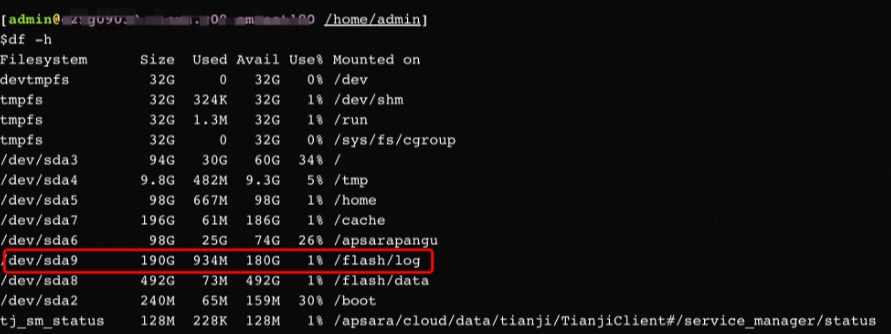 [admin@ /home/admin]
$df -h
Filesystem Size Used Avail Use% Mounted on
devtmpfs 32G 0 32G 0% /dev
tmpfs 32G 324K 32G 1% /dev/shm
tmpfs 32G 1.3M 32G 1% /run
tmpfs 32G 0 32G 0% /sys/fs/cgroup
/dev/sda3 94G 30G 60G 34% /
/dev/sda4 9.8G 482M 9.3G 5% /tmp
/dev/sda5 98G 667M 98G 1% /home
/dev/sda7 196G 61M 186G 1% /cache
/dev/sda6 98G 25G 74G 26% /apsarapangu
/dev/sda9 190G 934M 180G 1% /flash/log
/dev/sda8 492G 73M 492G 1% /flash/data
/dev/sda2 240M 65M 159M 30% /boot
tj_sm_status 128M 228K 128M 1% /apsara/cloud/data/tianji/TianjiClient#/service_manager/status